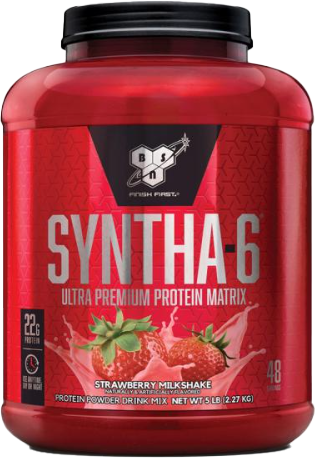 BSN
FINISH FIRST.
SYNTHA-6
ULTRA PREMIUM PROTEIN MATRIX
22G
PROTEIN
STRAWBERRY MILKSHAKE
NATURALLY & ARTIFICIALLY FLAVORED
48
PROTEIN POWDER DRINK MIX NET WT 5 LB (2.27 KG)